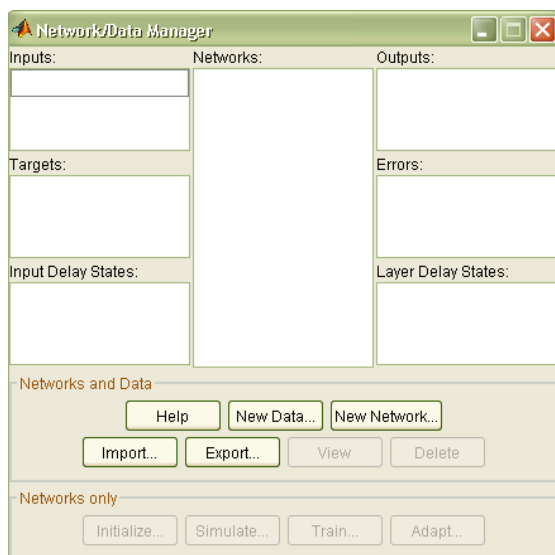 Network/Data Manager
Inputs: Networks: Outputs:
Targets: Errors:
Input Delay States: Layer Delay States:
Networks and Data
Help New Data... New Network...
Import... Export... View Delete
Networks only
Initialize... Simulate... Train... Adapt...